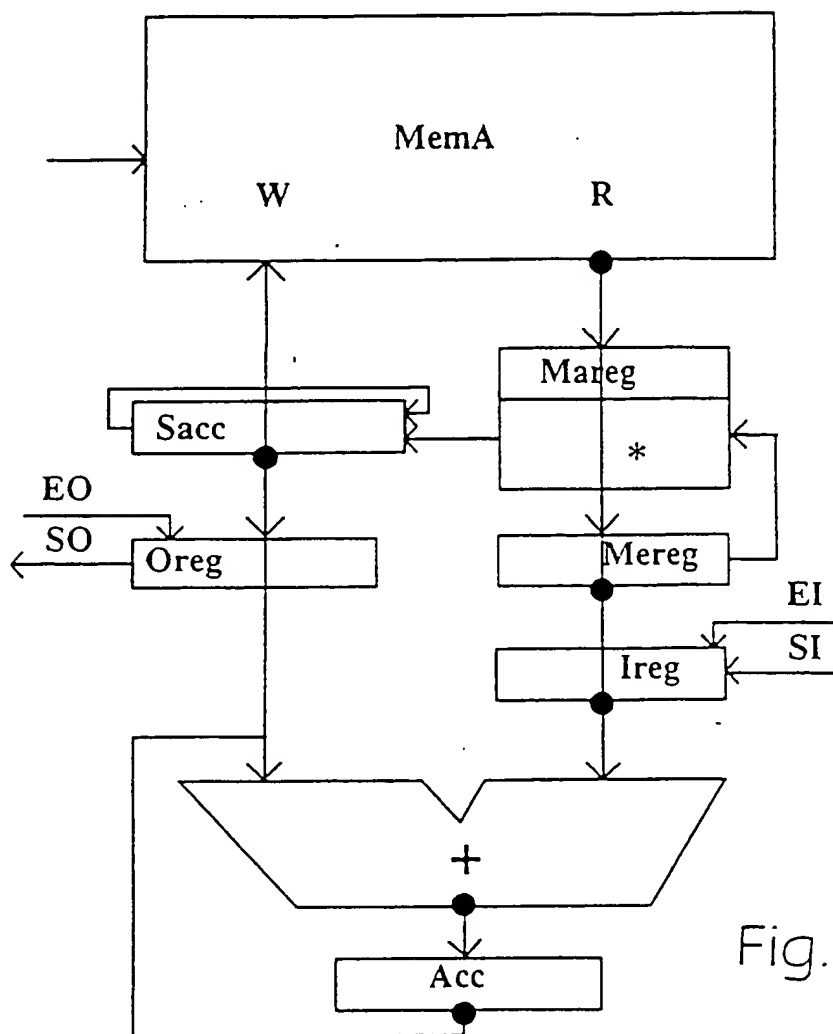 MemA
W R
Mareg
Sacc
*
EO
SO
Oreg
Mereg
EI
SI
Ireg
+
Acc
Fig.